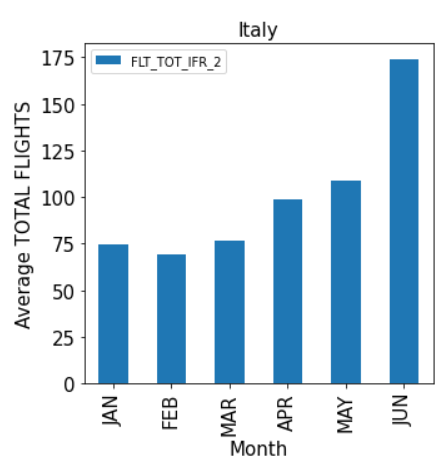 Italy
FLT_TOT_IFR_2
Average TOTAL FLIGHTS
175
150
125
100
75
50
25
0
JAN
FEB
MAR
APR
MAY
JUN
Month